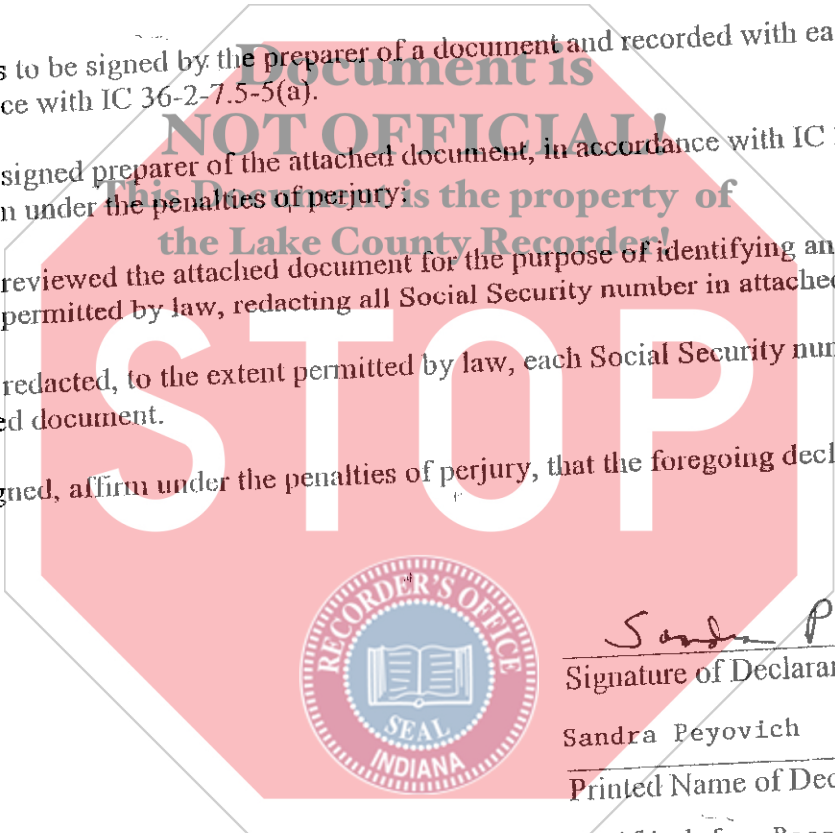 s to be signed by the preparer of a document and recorded with ea
Document is
ce with IC 36-2-7.5-5(a).
NOT OFFICIAL!
signed preparer of the attached document, in accordance with IC
This Document is the property of
n under the penalties of perjury:
the Lake County Recorder!
reviewed the attached document for the purpose of identifying an
permitted by law, redacting all Social Security number in attached
STOP
redacted, to the extent permitted by law, each Social Security num
ed document.
gned, affirm under the penalties of perjury, that the foregoing decl
RECORDER'S OFFICE
SEAL
INDIANA
Sandra P
Signature of Declaran
Sandra Peyovich
Printed Name of Dec